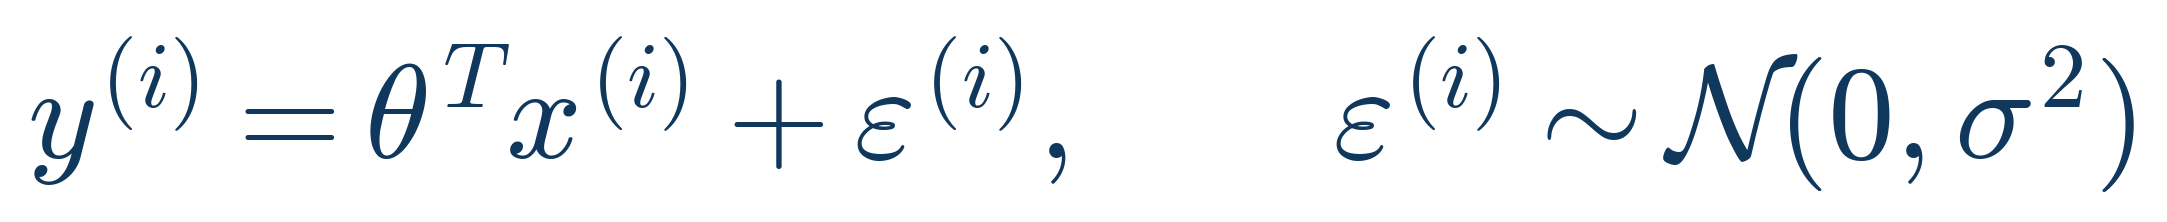 y^{(i)} = θ^T x^{(i)} + ε^{(i)}, ε^{(i)} ∼ 𝒩(0, σ^2)